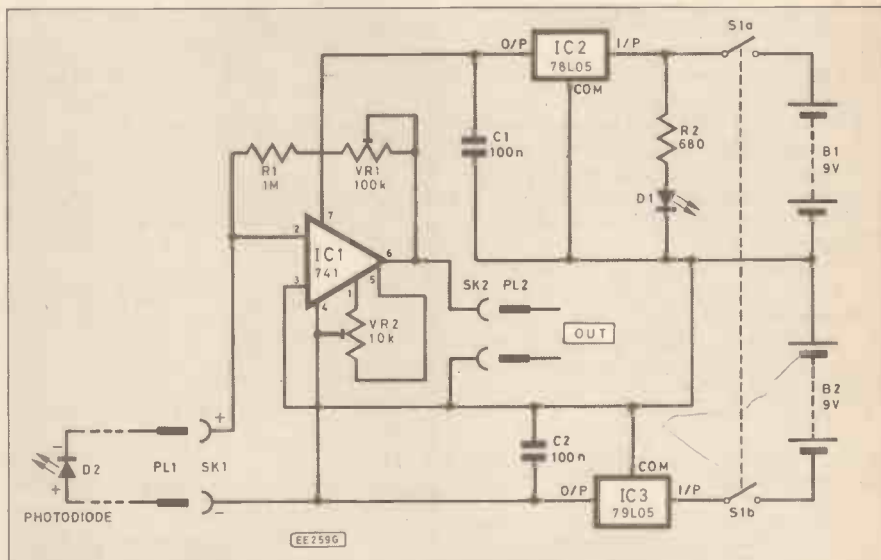 S1a
O/P
IC2
78L05
I/P
COM
R1
1M
VR1
100k
C1
100n
R2
680
D1
B1
9V
7
2
IC1
741
6
3
5
1
4
VR2
10k
SK2 PL2
OUT
B2
9V
+
-
D2
+
PL1 SK1
-
PHOTODIODE
C2
100n
COM
O/P
IC3
79L05
I/P
S1b
EE259G